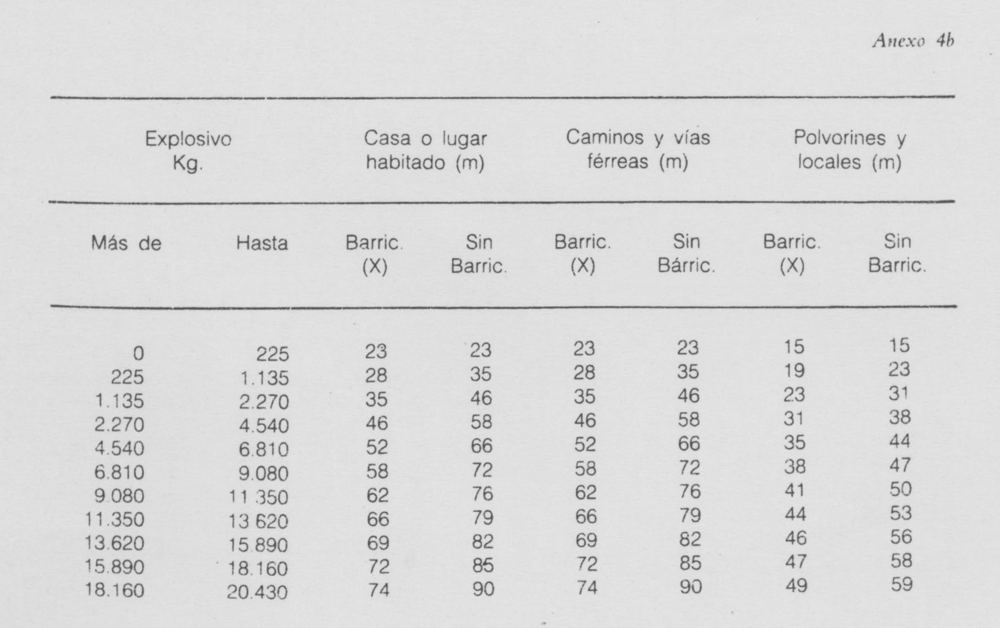 Anexo 4b
Explosivo Casa o lugar Caminos y vías Polvorines y
Kg. habitado (m) férreas (m) locales (m)
Más de Hasta Barric. Sin Barric. Sin Barric. Sin
(X) Barric. (X) Bárric. (X) Barric.
0 225 23 23 23 23 15 15
225 1.135 28 35 28 35 19 23
1.135 2.270 35 46 35 46 23 31
2.270 4.540 46 58 46 58 31 38
4.540 6.810 52 66 52 66 35 44
6.810 9.080 58 72 58 72 38 47
9.080 11 350 62 76 62 76 41 50
11.350 13 620 66 79 66 79 44 53
13.620 15.890 69 82 69 82 46 56
15.890 18.160 72 85 72 85 47 58
18.160 20.430 74 90 74 90 49 59